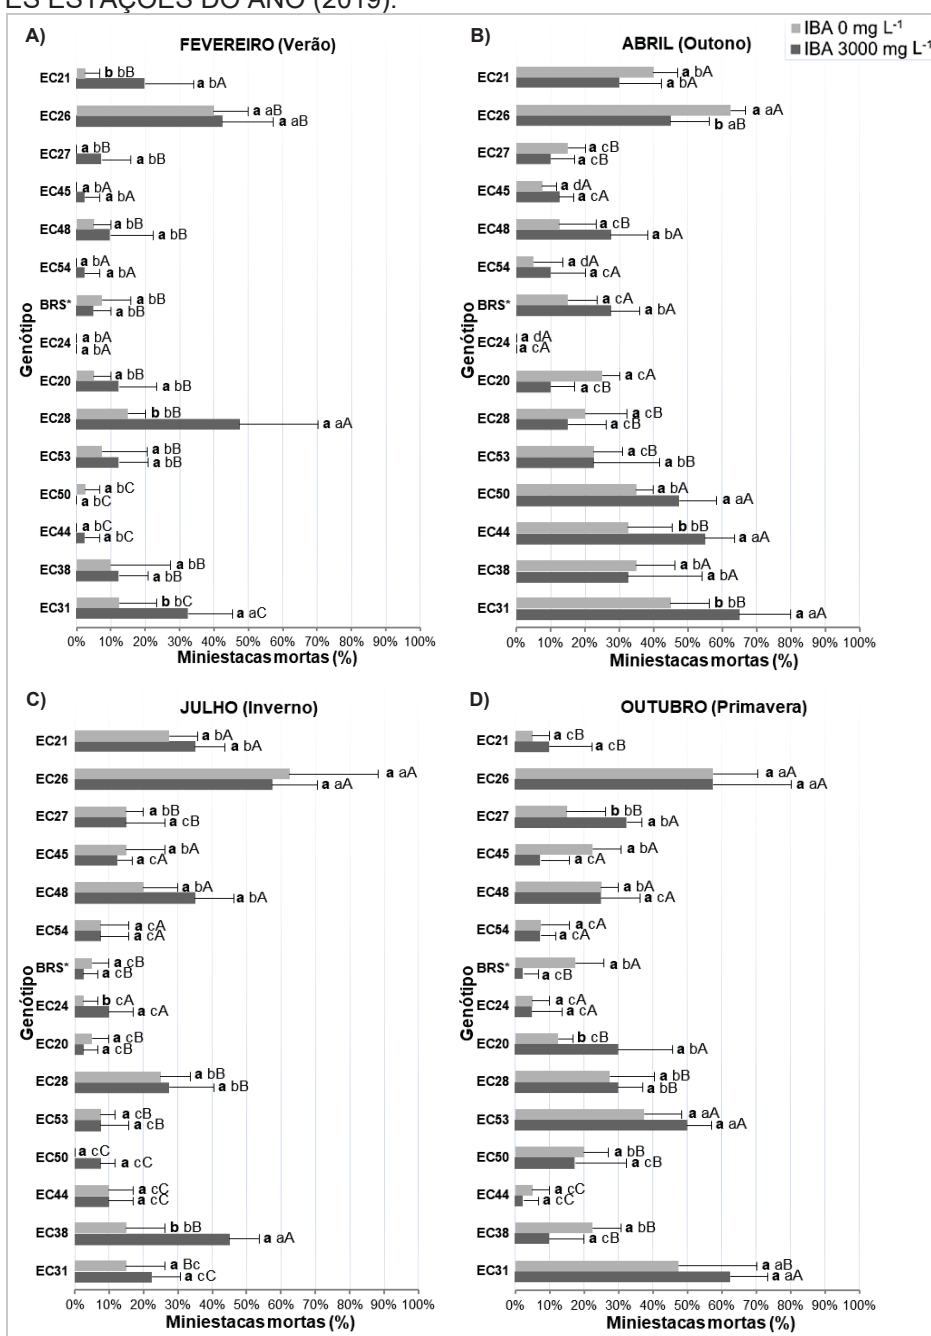 ES ESTAÇÕES DO ANO (2019).
IBA 0 mg L-1
IBA 3000 mg L-1
A)
FEVEREIRO (Verão)
Genótipo
EC21
b bB
a bA
EC26
a aB
a aB
EC27
a bB
a bB
EC45
a bA
a bA
EC48
a bB
a bB
EC54
a bA
a bA
BRS*
a bB
a bB
EC24
a bA
a bA
EC20
a bB
a bB
EC28
b bB
a aA
EC53
a bB
a bB
EC50
a bC
a bC
EC44
a bC
a bC
EC38
a bB
a bB
EC31
b bC
a aC
0% 10% 20% 30% 40% 50% 60% 70% 80% 90% 100%
Miniestacas mortas (%)
B)
ABRIL (Outono)
Genótipo
EC21
a bA
a bA
EC26
a aA
b aB
EC27
a cB
a cB
EC45
a dA
a cA
EC48
a cB
a bA
EC54
a dA
a cA
BRS*
a cA
a bA
EC24
a dA
a cA
EC20
a cA
a cB
EC28
a cB
a cB
EC53
a cB
a bB
EC50
a bA
a aA
EC44
b bB
a aA
EC38
a bA
a bA
EC31
b bB
a aA
0% 10% 20% 30% 40% 50% 60% 70% 80% 90% 100%
Miniestacas mortas (%)
C)
JULHO (Inverno)
Genótipo
EC21
a bA
a bA
EC26
a aA
a aA
EC27
a bB
a cB
EC45
a bA
a cA
EC48
a bA
a bA
EC54
a cA
a cA
BRS*
a cB
a cB
EC24
b cA
a cA
EC20
a cB
a cB
EC28
a bB
a bB
EC53
a cB
a cB
EC50
a cC
a cC
EC44
a cC
a cC
EC38
b bB
a aA
EC31
a Bc
a cC
0% 10% 20% 30% 40% 50% 60% 70% 80% 90% 100%
Miniestacas mortas (%)
D)
OUTUBRO (Primavera)
Genótipo
EC21
a cB
a cB
EC26
a aA
a aA
EC27
b bB
a bA
EC45
a bA
a cA
EC48
a bA
a cA
EC54
a cA
a cA
BRS*
a bA
a cB
EC24
a cA
a cA
EC20
b cB
a bA
EC28
a bB
a bB
EC53
a aA
a aA
EC50
a bB
a cB
EC44
a cC
a cC
EC38
a bB
a cB
EC31
a aB
a aA
0% 10% 20% 30% 40% 50% 60% 70% 80% 90% 100%
Miniestacas mortas (%)